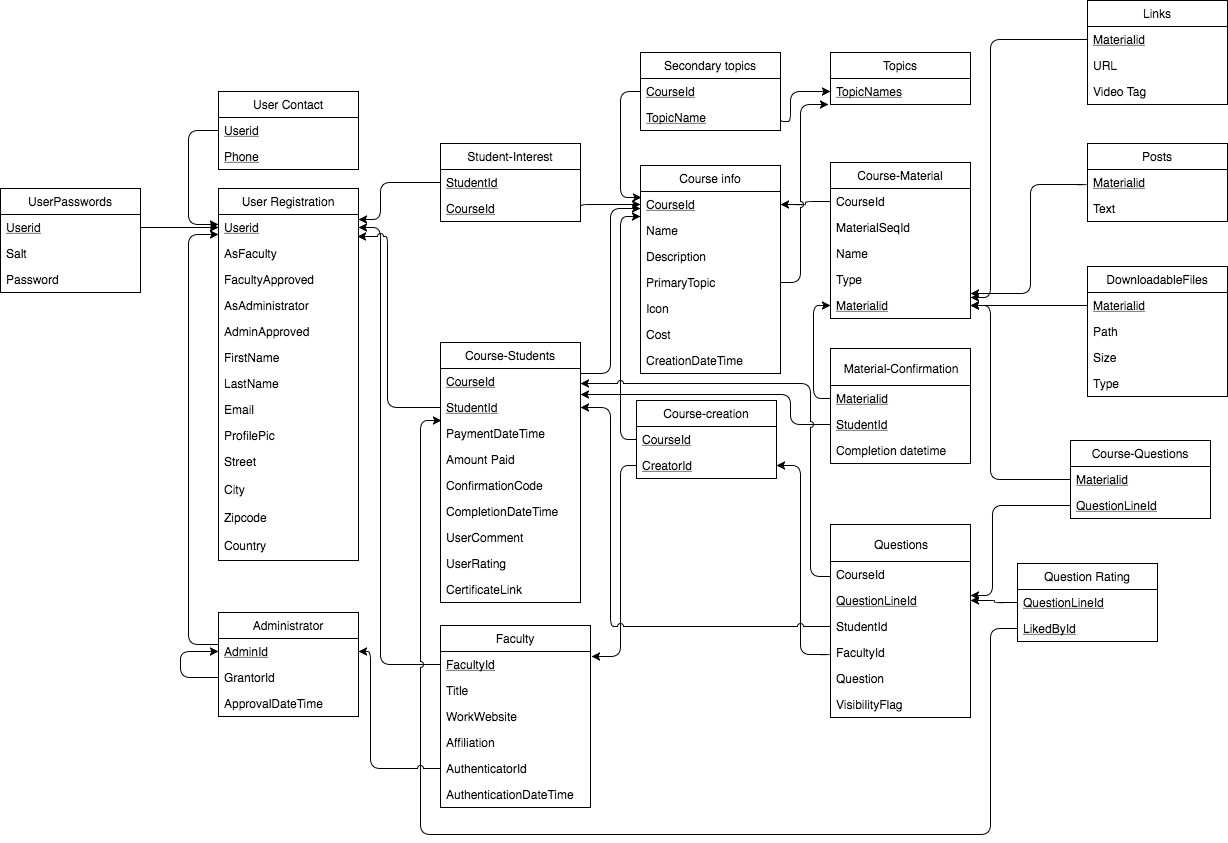 Links
Materialid
URL
Video Tag
Secondary topics
CourseId
TopicName
Topics
TopicNames
User Contact
Userid
Phone
Student-Interest
StudentId
CourseId
Posts
Materialid
Text
Course info
CourseId
Name
Description
PrimaryTopic
Icon
Cost
CreationDateTime
Course-Material
CourseId
MaterialSeqId
Name
Type
Materialid
UserPasswords
Userid
Salt
Password
User Registration
Userid
AsFaculty
FacultyApproved
AsAdministrator
AdminApproved
FirstName
LastName
Email
ProfilePic
Street
City
Zipcode
Country
DownloadableFiles
Materialid
Path
Size
Type
Course-Students
CourseId
StudentId
PaymentDateTime
Amount Paid
ConfirmationCode
CompletionDateTime
UserComment
UserRating
CertificateLink
Material-Confirmation
Materialid
StudentId
Completion datetime
Course-creation
CourseId
CreatorId
Course-Questions
Materialid
QuestionLineId
Questions
CourseId
QuestionLineId
StudentId
FacultyId
Question
VisibilityFlag
Question Rating
QuestionLineId
LikedById
Administrator
AdminId
GrantorId
ApprovalDateTime
Faculty
FacultyId
Title
WorkWebsite
Affiliation
AuthenticatorId
AuthenticationDateTime